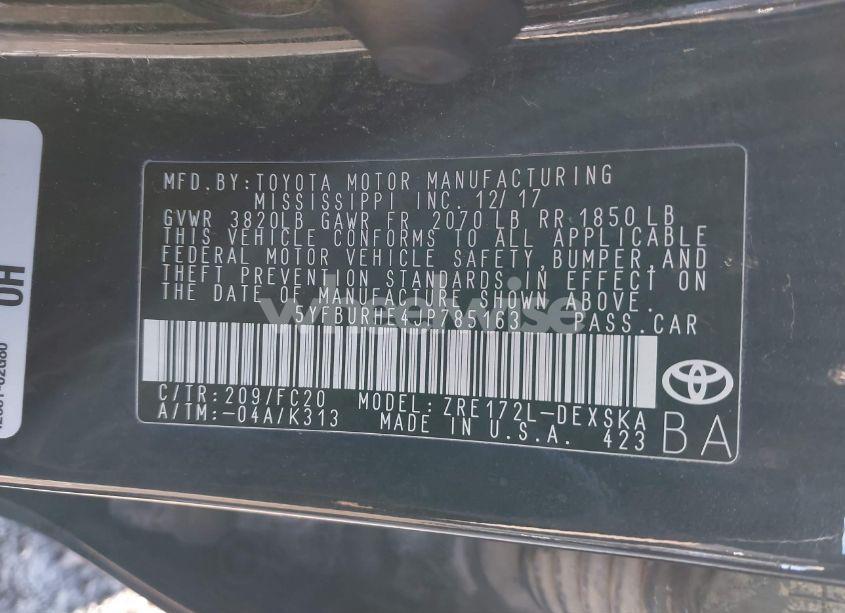 MFD.BY:TOYOTA MOTOR MANUFACTURING
MISSISSIPPI INC. 12/17
GVWR 3820LB GAWR FR 2070 LB RR 1850 LB
THIS VEHICLE CONFORMS TO ALL APPLICABLE
FEDERAL MOTOR VEHICLE SAFETY, BUMPER, AND
THEFT PREVENTION STANDARDS IN EFFECT ON
THE DATE OF MANUFACTURE SHOWN ABOVE.
5YFBURHE4JP785163 PASS.CAR
C/TR:209/FC20 MODEL:ZRE172L-DEXSKA
A/TM:-04A/K313 MADE IN U.S.A. 423
BA
OH
wheelwise